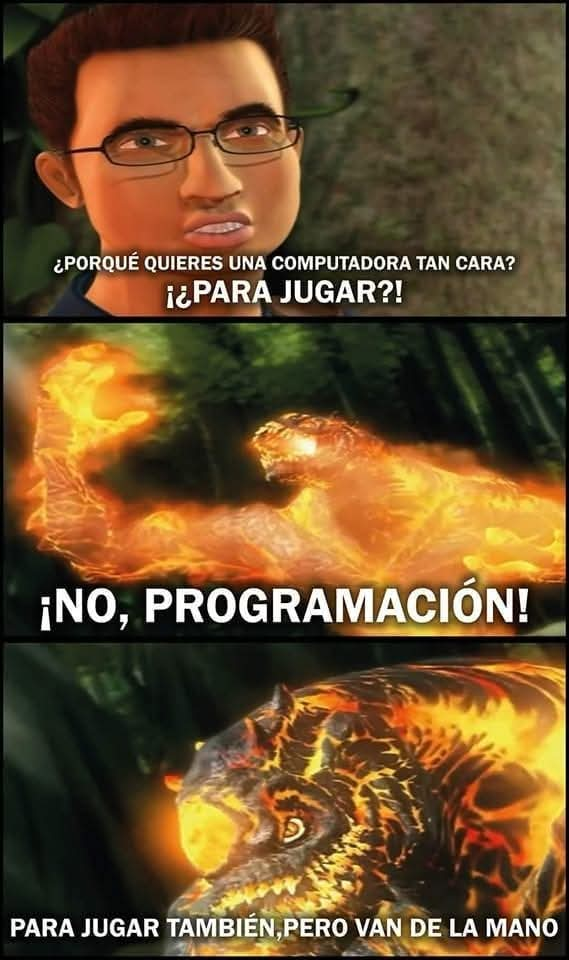 ¿PORQUÉ QUIERES UNA COMPUTADORA TAN CARA?
¡¿PARA JUGAR?!
¡NO, PROGRAMACIÓN!
PARA JUGAR TAMBIÉN,PERO VAN DE LA MANO